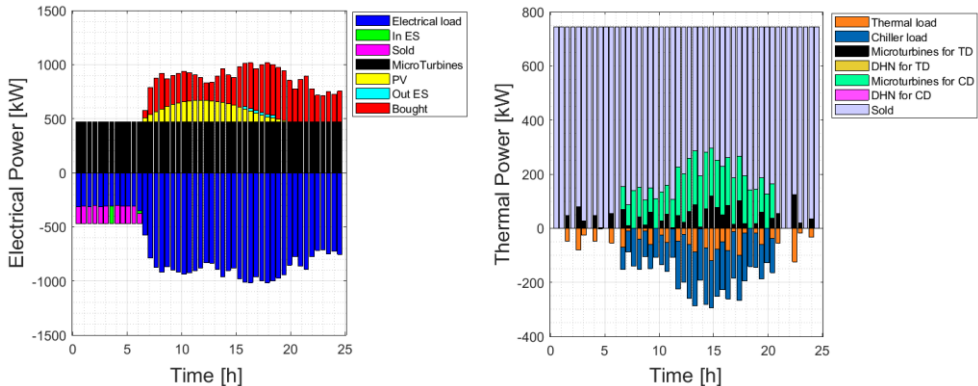 1500
1000
500
0
-500
-1000
-1500
Electrical Power [kW]
0
5
10
15
20
25
Time [h]
Electrical load
In ES
Sold
MicroTurbines
PV
Out ES
Bought
800
600
400
200
0
-200
-400
Thermal Power [kW]
0
5
10
15
20
25
Time [h]
Thermal load
Chiller load
Microturbines for TD
DHN for TD
Microturbines for CD
DHN for CD
Sold